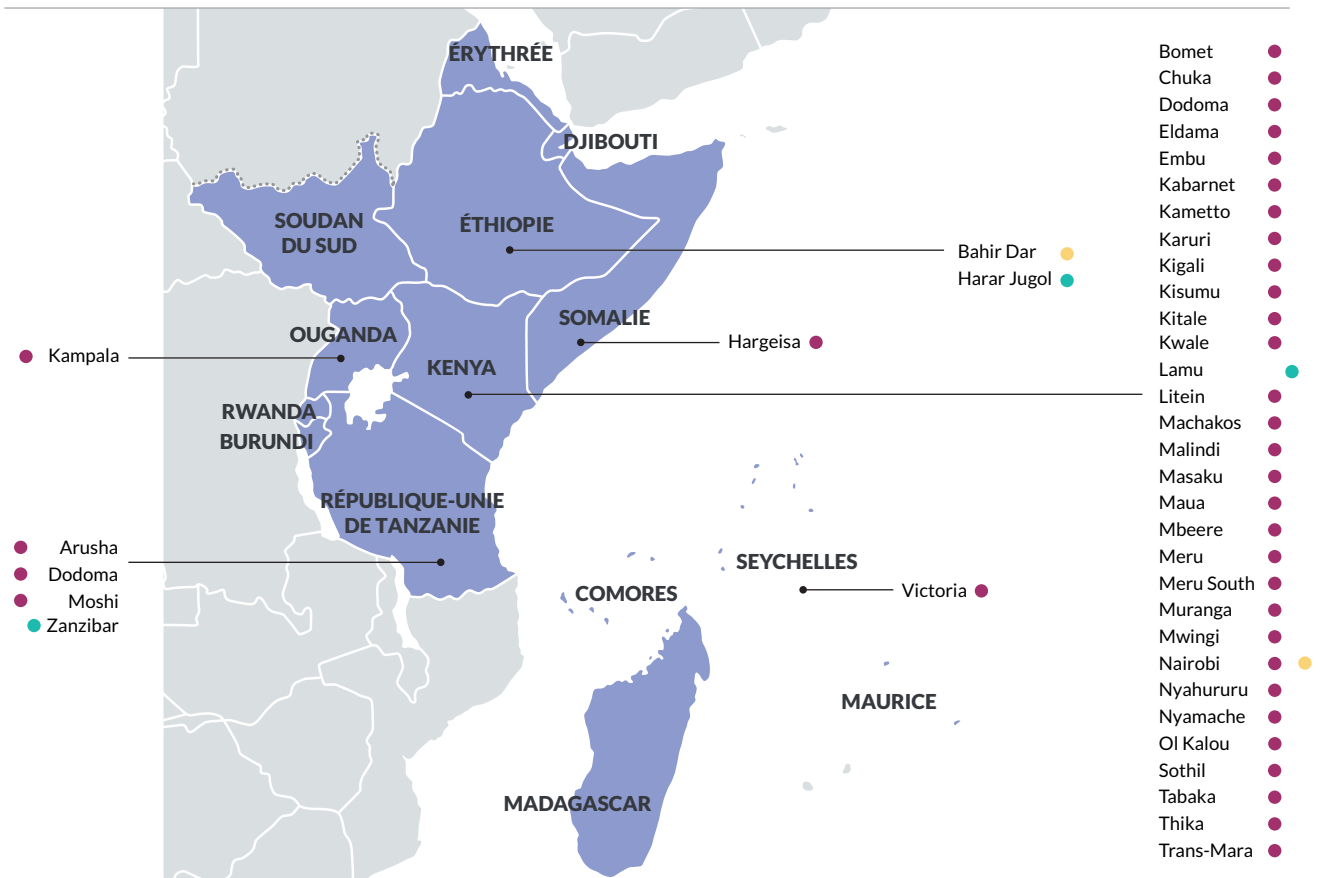 ÉRYTHRÉE
DJIBOUTI
SOUDAN
DU SUD
ÉTHIOPIE
Bahir Dar
Harar Jugol
SOMALIE
Hargeisa
OUGANDA
Kampala
KENYA
RWANDA
BURUNDI
RÉPUBLIQUE-UNIE
DE TANZANIE
Arusha
Dodoma
Moshi
Zanzibar
SEYCHELLES
Victoria
COMORES
MAURICE
MADAGASCAR
Bomet
Chuka
Dodoma
Eldama
Embu
Kabarnet
Kametto
Karuri
Kigali
Kisumu
Kitale
Kwale
Lamu
Litein
Machakos
Malindi
Masaku
Maua
Mbeere
Meru
Meru South
Muranga
Mwingi
Nairobi
Nyahururu
Nyamache
Ol Kalou
Sothil
Tabaka
Thika
Trans-Mara